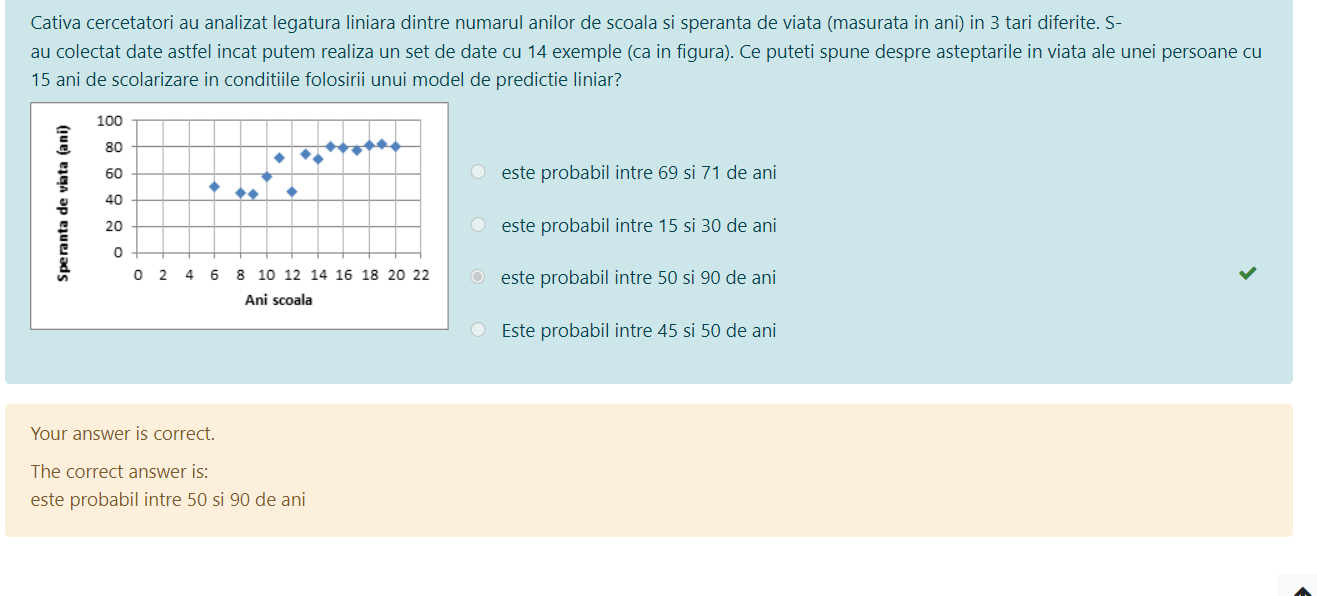 Cativa cercetatori au analizat legatura liniara dintre numarul anilor de scoala si speranta de viata (masurata in ani) in 3 tari diferite. S-
au colectat date astfel incat putem realiza un set de date cu 14 exemple (ca in figura). Ce puteti spune despre asteptarile in viata ale unei persoane cu
15 ani de scolarizare in conditiile folosirii unui model de predictie liniar?
Speranta de viata (ani)
100
80
60
40
20
0
0 2 4 6 8 10 12 14 16 18 20 22
Ani scoala
este probabil intre 69 si 71 de ani
este probabil intre 15 si 30 de ani
este probabil intre 50 si 90 de ani
Este probabil intre 45 si 50 de ani
Your answer is correct.
The correct answer is:
este probabil intre 50 si 90 de ani